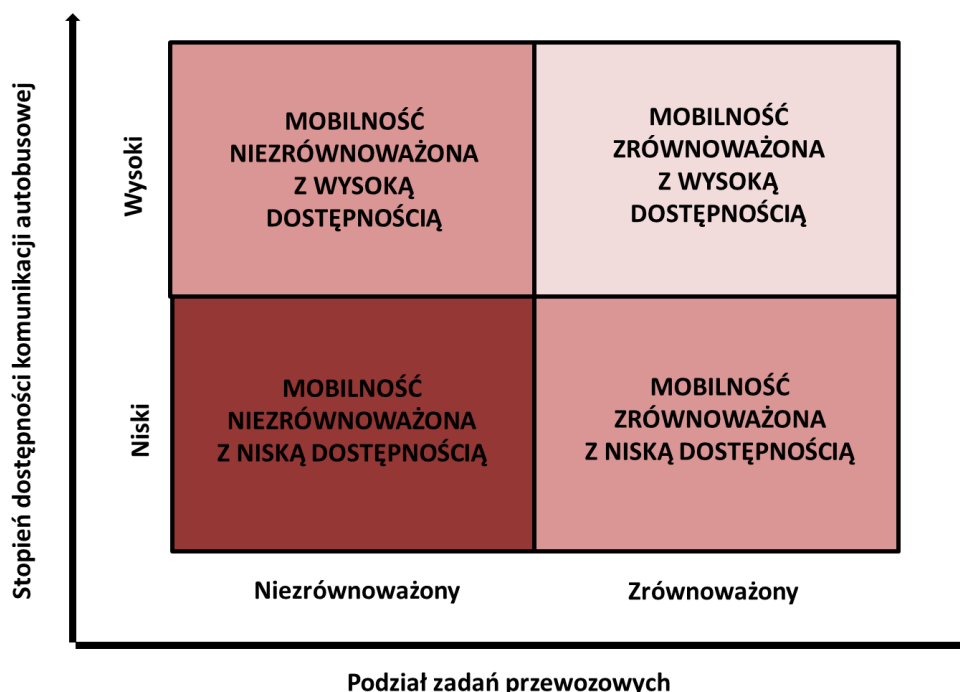 Stopień dostępności komunikacji autobusowej
Wysoki
MOBILNOŚĆ
NIEZRÓWNOWAŻONA
Z WYSOKĄ
DOSTĘPNOŚCIĄ
MOBILNOŚĆ
ZRÓWNOWAŻONA
Z WYSOKĄ
DOSTĘPNOŚCIĄ
Niski
MOBILNOŚĆ
NIEZRÓWNOWAŻONA
Z NISKĄ DOSTĘPNOŚCIĄ
MOBILNOŚĆ
ZRÓWNOWAŻONA
Z NISKĄ DOSTĘPNOŚCIĄ
Niezrównoważony
Zrównoważony
Podział zadań przewozowych